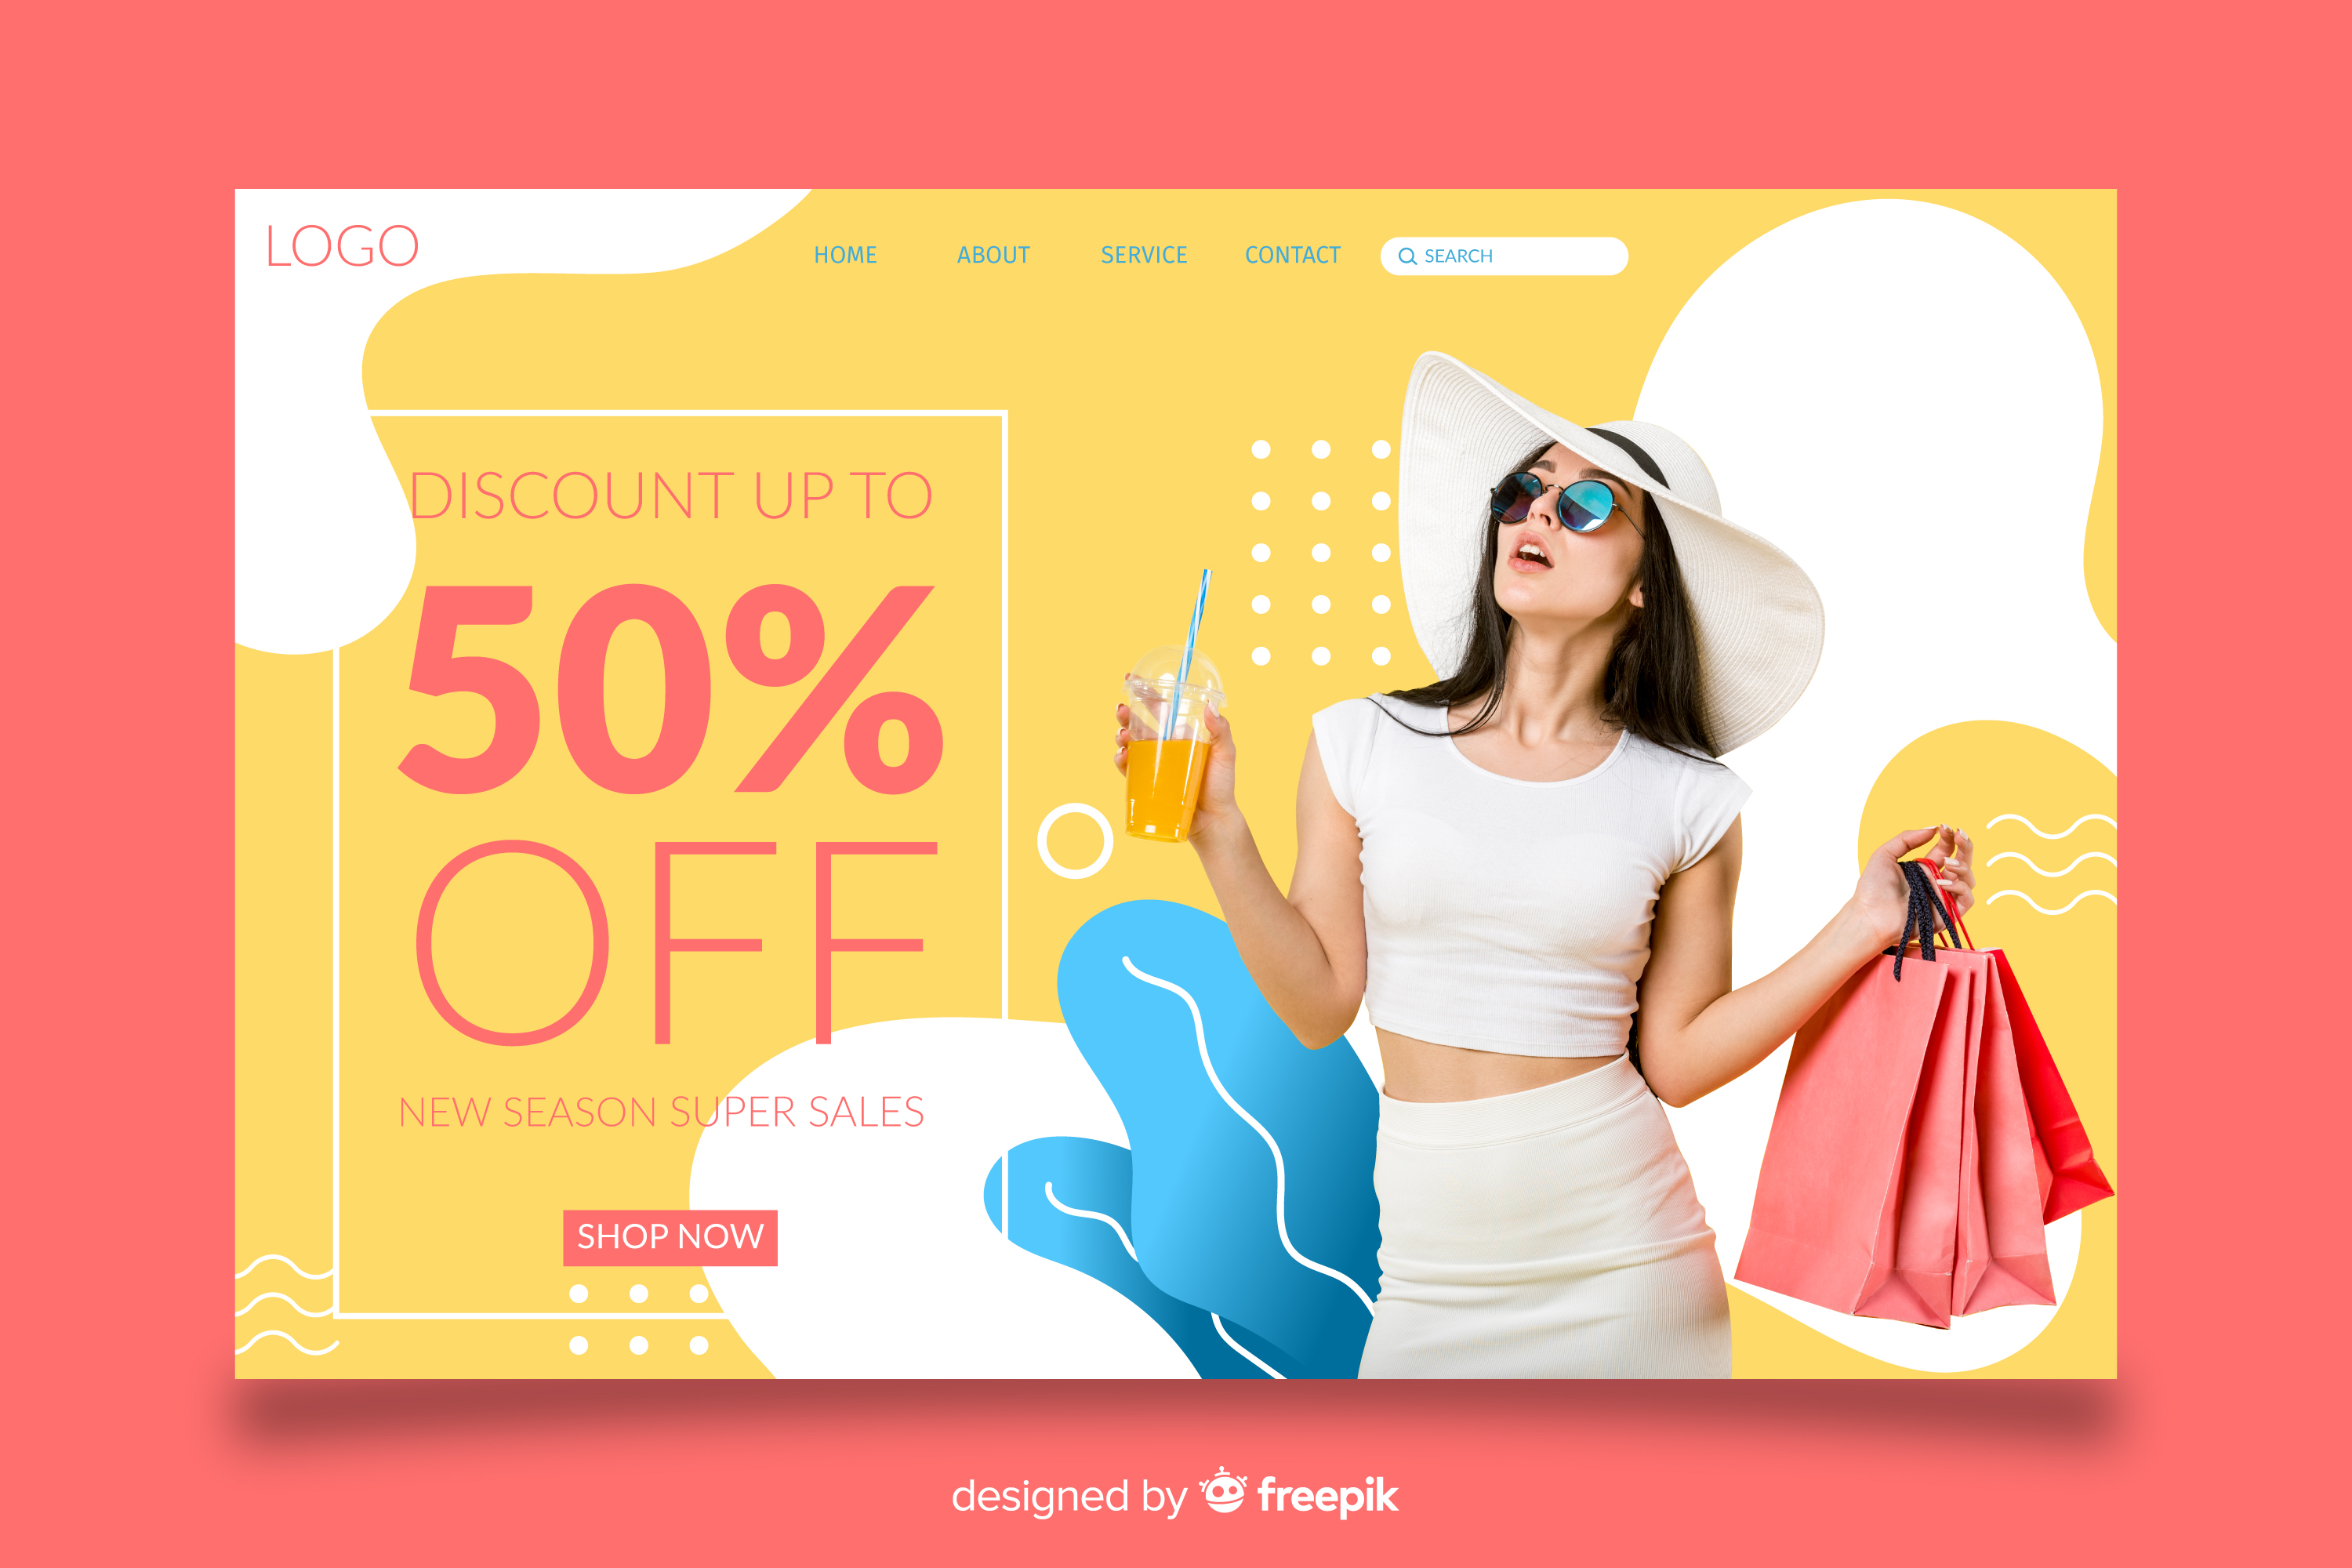 LOGO
HOME ABOUT SERVICE CONTACT SEARCH
DISCOUNT UP TO
50%
OFF
NEW SEASON SUPER SALES
SHOP NOW
designed by freepik